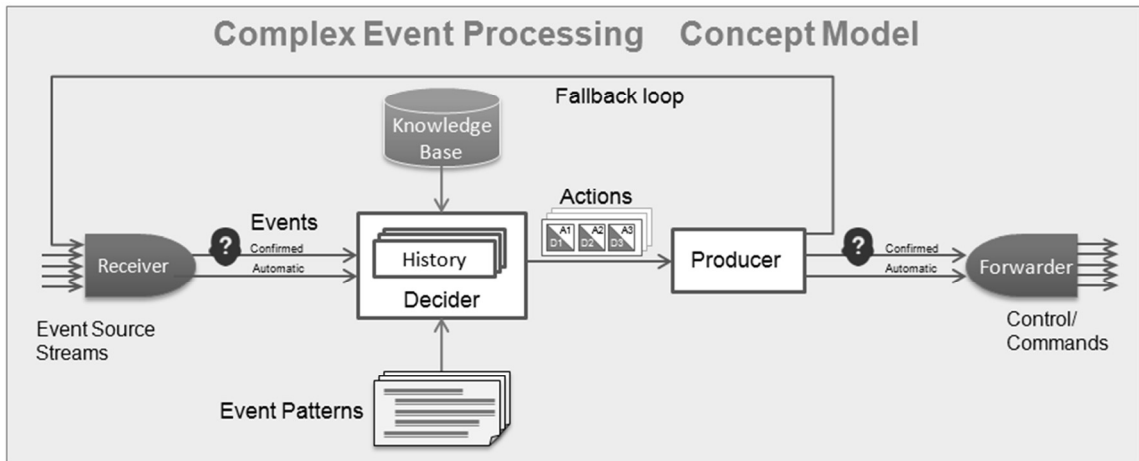 Complex Event Processing Concept Model
Fallback loop
Knowledge
Base
Actions
Events
A1 A2 A3
D1 D2 D3
?
Confirmed
Automatic
?
Confirmed
Automatic
Receiver
History
Decider
Producer
Forwarder
Event Source
Streams
Control/
Commands
Event Patterns